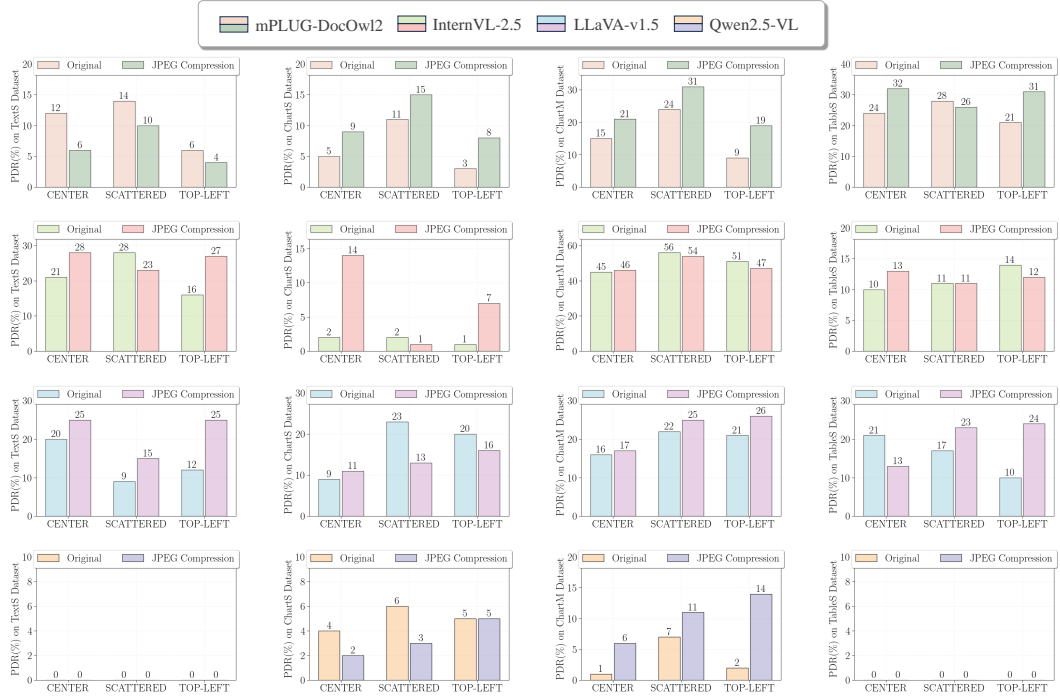 mPLUG-DocOwl2 InternVL-2.5 LLaVA-v1.5 Qwen2.5-VL
Original JPEG Compression
PDR(%) on TextS Dataset
20
15
10
5
0
12 6 14 10 6 4
CENTER SCATTERED TOP-LEFT
Original JPEG Compression
PDR(%) on ChartS Dataset
20
15
10
5
0
5 9 11 15 3 8
CENTER SCATTERED TOP-LEFT
Original JPEG Compression
PDR(%) on ChartM Dataset
30
20
10
0
15 21 24 31 9 19
CENTER SCATTERED TOP-LEFT
Original JPEG Compression
PDR(%) on TableS Dataset
40
30
20
10
0
24 32 28 26 21 31
CENTER SCATTERED TOP-LEFT
Original JPEG Compression
PDR(%) on TextS Dataset
30
20
10
0
21 28 28 23 16 27
CENTER SCATTERED TOP-LEFT
Original JPEG Compression
PDR(%) on ChartS Dataset
15
10
5
0
2 14 2 1 1 7
CENTER SCATTERED TOP-LEFT
Original JPEG Compression
PDR(%) on ChartM Dataset
60
40
20
0
45 46 56 54 51 47
CENTER SCATTERED TOP-LEFT
Original JPEG Compression
PDR(%) on TableS Dataset
20
15
10
5
0
10 13 11 11 14 12
CENTER SCATTERED TOP-LEFT
Original JPEG Compression
PDR(%) on TextS Dataset
30
20
10
0
20 25 9 15 12 25
CENTER SCATTERED TOP-LEFT
Original JPEG Compression
PDR(%) on ChartS Dataset
30
20
10
0
9 11 23 13 20 16
CENTER SCATTERED TOP-LEFT
Original JPEG Compression
PDR(%) on ChartM Dataset
30
20
10
0
16 17 22 25 21 26
CENTER SCATTERED TOP-LEFT
Original JPEG Compression
PDR(%) on TableS Dataset
30
20
10
0
21 13 17 23 10 24
CENTER SCATTERED TOP-LEFT
Original JPEG Compression
PDR(%) on TextS Dataset
10
8
6
4
2
0
0 0 0 0 0 0
CENTER SCATTERED TOP-LEFT
Original JPEG Compression
PDR(%) on ChartS Dataset
10
8
6
4
2
0
4 2 6 3 5 5
CENTER SCATTERED TOP-LEFT
Original JPEG Compression
PDR(%) on ChartM Dataset
20
15
10
5
0
1 6 7 11 2 14
CENTER SCATTERED TOP-LEFT
Original JPEG Compression
PDR(%) on TableS Dataset
10
8
6
4
2
0
0 0 0 0 0 0
CENTER SCATTERED TOP-LEFT